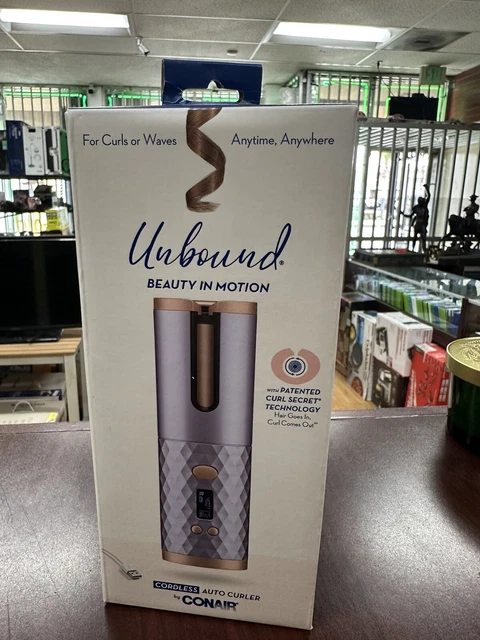 For Curls or Waves
Anytime, Anywhere
Unbound®
BEAUTY IN MOTION
WITH PATENTED
CURL SECRET®
TECHNOLOGY
Hair Goes In,
Curl Comes Out™
CORDLESS AUTO CURLER
by CONAIR®